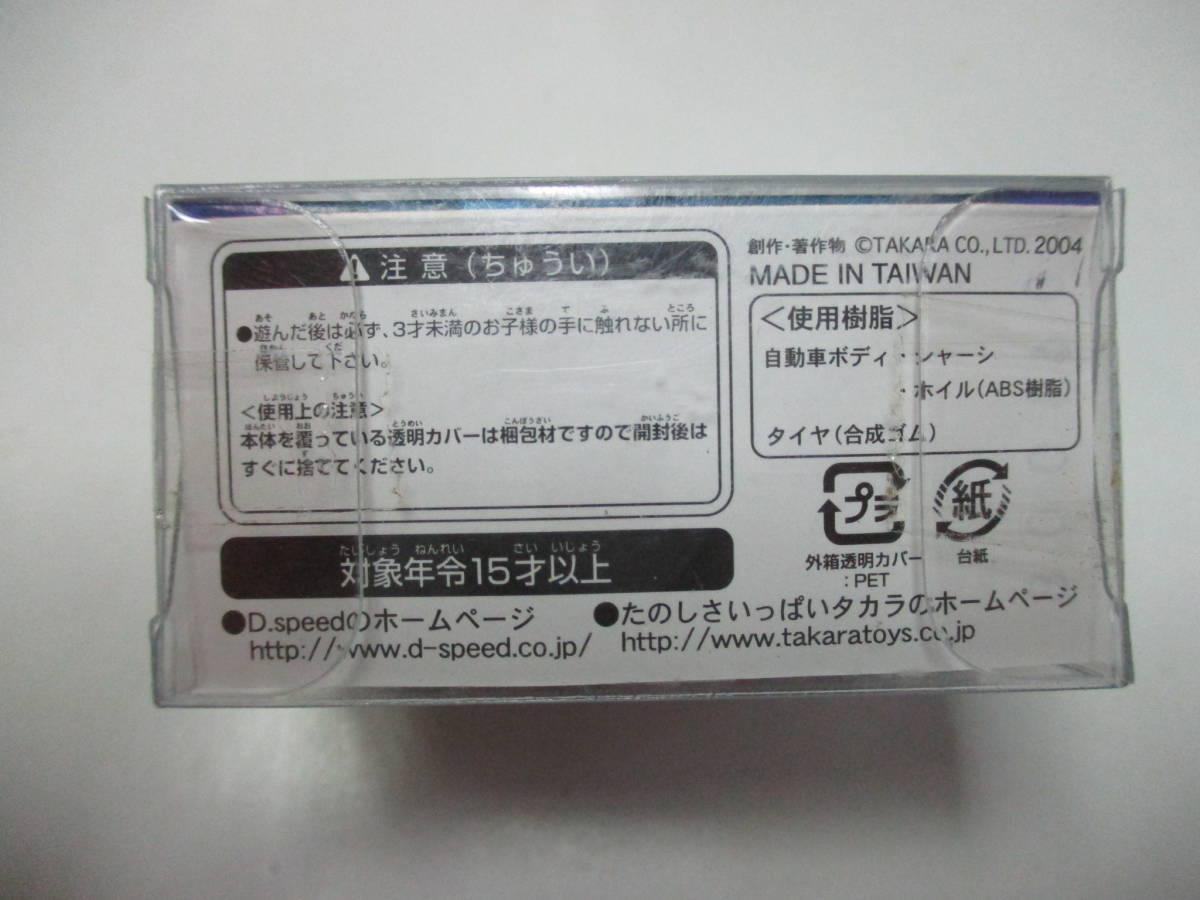 注意(ちゅうい)
●遊んだ後は必ず、3才未満のお子様の手に触れない所に
保管して下さい。
<使用上の注意>
本体を覆っている透明カバーは梱包材ですので開封後は
すぐに捨ててください。
対象年令15才以上
●D.speedのホームページ
http://www.d-speed.co.jp/
●たのしさいっぱいタカラのホームページ
http://www.takaratoys.co.jp
創作・著作物 ©TAKARA CO.,LTD. 2004
MADE IN TAIWAN
<使用樹脂>
自動車ボディ・シャーシ
・ホイル(ABS樹脂)
タイヤ(合成ゴム)
プラ
外箱透明カバー
:PET
紙
台紙